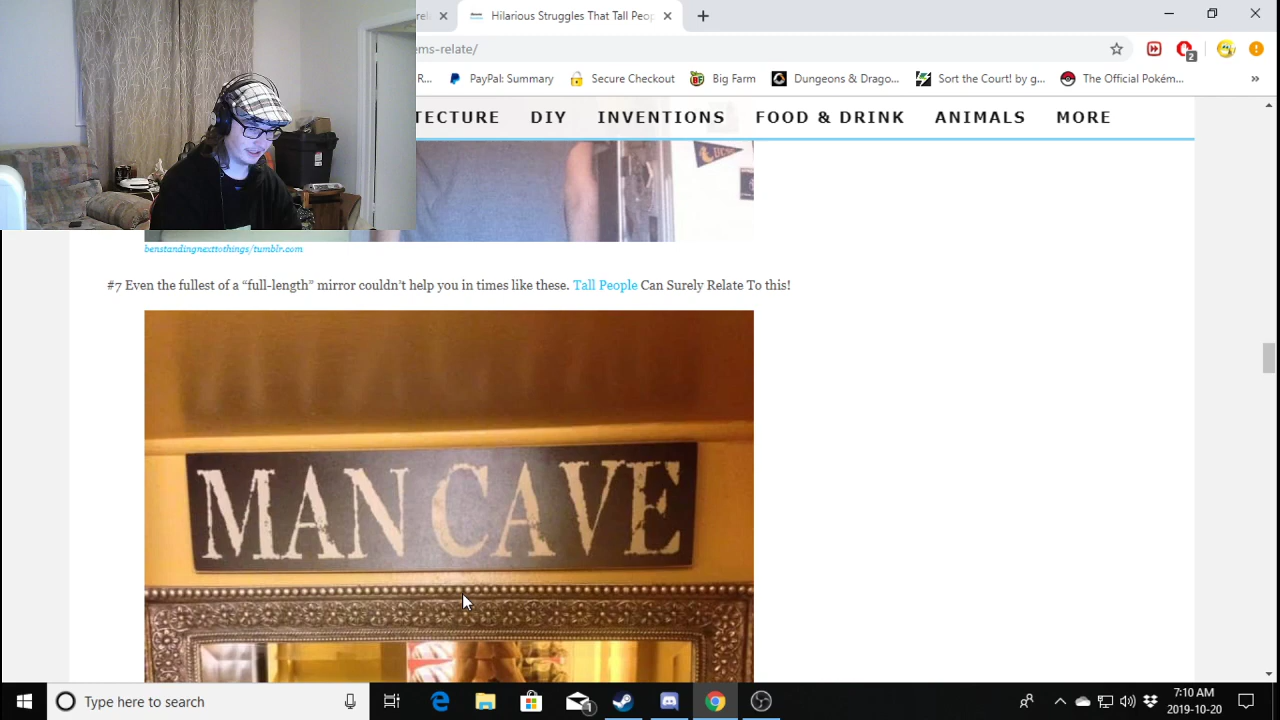 Hilarious Struggles That Tall Peop
ems-relate/
2
R...
PayPal: Summary
Secure Checkout
Big Farm
Dungeons & Drago...
Sort the Court! by g...
The Official Pokém...
»
TECTURE
DIY
INVENTIONS
FOOD & DRINK
ANIMALS
MORE
benstandingnexttothings/tumblr.com
#7 Even the fullest of a “full-length” mirror couldn’t help you in times like these. Tall People Can Surely Relate To this!
MAN CAVE
Type here to search
1
7:10 AM
2019-10-20